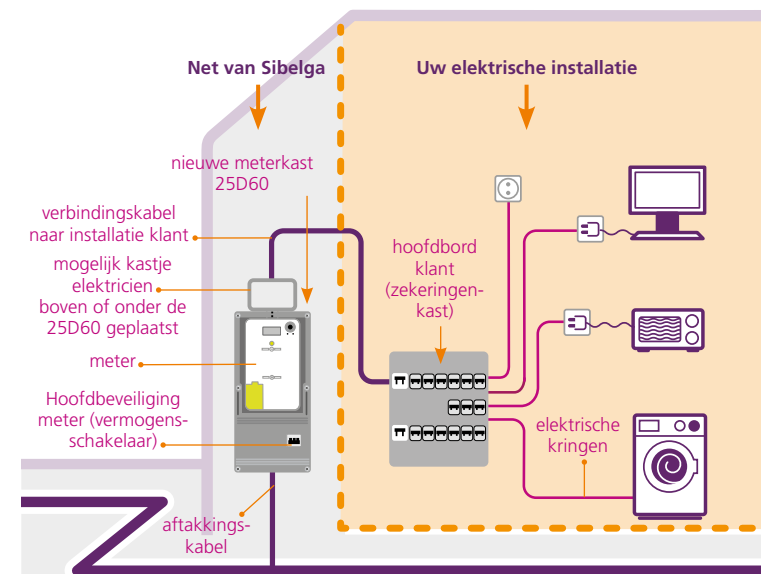 Net van Sibelga
Uw elektrische installatie
nieuwe meterkast
25D60
verbindingskabel
naar installatie klant
mogelijk kastje
elektricien
boven of onder de
25D60 geplaatst
meter
Hoofdbeveiliging
meter (vermogens-
schakelaar)
aftakkings-
kabel
hoofdbord
klant
(zekeringen-
kast)
elektrische
kringen